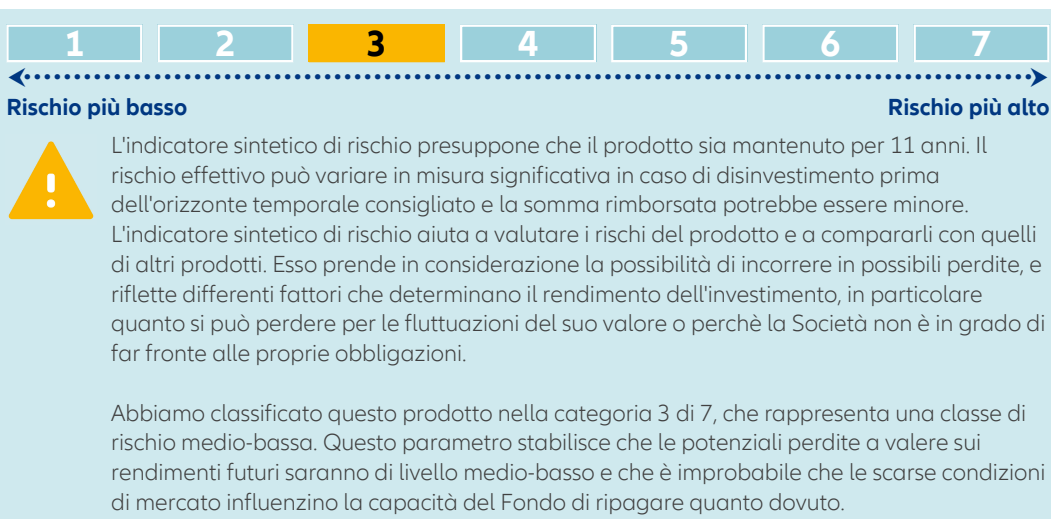 1 2 3 4 5 6 7
Rischio più basso Rischio più alto
L'indicatore sintetico di rischio presuppone che il prodotto sia mantenuto per 11 anni. Il
rischio effettivo può variare in misura significativa in caso di disinvestimento prima
dell'orizzonte temporale consigliato e la somma rimborsata potrebbe essere minore.
L'indicatore sintetico di rischio aiuta a valutare i rischi del prodotto e a compararli con quelli
di altri prodotti. Esso prende in considerazione la possibilità di incorrere in possibili perdite, e
riflette differenti fattori che determinano il rendimento dell'investimento, in particolare
quanto si può perdere per le fluttuazioni del suo valore o perchè la Società non è in grado di
far fronte alle proprie obbligazioni.
Abbiamo classificato questo prodotto nella categoria 3 di 7, che rappresenta una classe di
rischio medio-bassa. Questo parametro stabilisce che le potenziali perdite a valere sui
rendimenti futuri saranno di livello medio-basso e che è improbabile che le scarse condizioni
di mercato influenzino la capacità del Fondo di ripagare quanto dovuto.